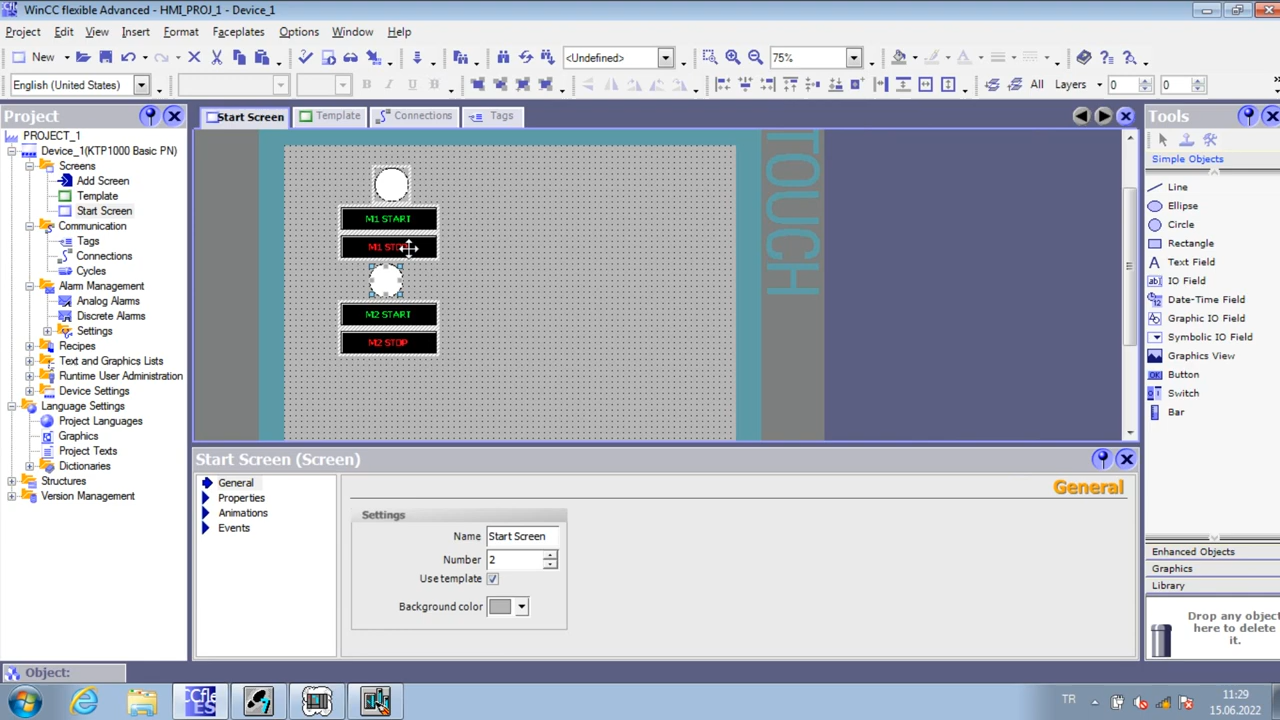 WinCC flexible Advanced - HMI_PROJ_1 - Device_1
Project Edit View Insert Format Faceplates Options Window Help
New <Undefined> 75%
English (United States) All Layers 0 0
Project
PROJECT_1
Device_1(KTP1000 Basic PN)
Screens
Add Screen
Template
Start Screen
Communication
Tags
Connections
Cycles
Alarm Management
Analog Alarms
Discrete Alarms
Settings
Recipes
Text and Graphics Lists
Runtime User Administration
Device Settings
Language Settings
Project Languages
Graphics
Project Texts
Dictionaries
Structures
Version Management
Start Screen Template Connections Tags
TOUCH
M1 START
M1 STOP
M2 START
M2 STOP
Start Screen (Screen)
General
Properties
Animations
Events
General
Settings
Name Start Screen
Number 2
Use template
Background color
Tools
Simple Objects
Line
Ellipse
Circle
Rectangle
Text Field
IO Field
Date-Time Field
Graphic IO Field
Symbolic IO Field
Graphics View
OK Button
Switch
Bar
Enhanced Objects
Graphics
Library
Drop any object
here to delete
it.
Object:
CCfle
ES
TR
11:29
15.06.2022